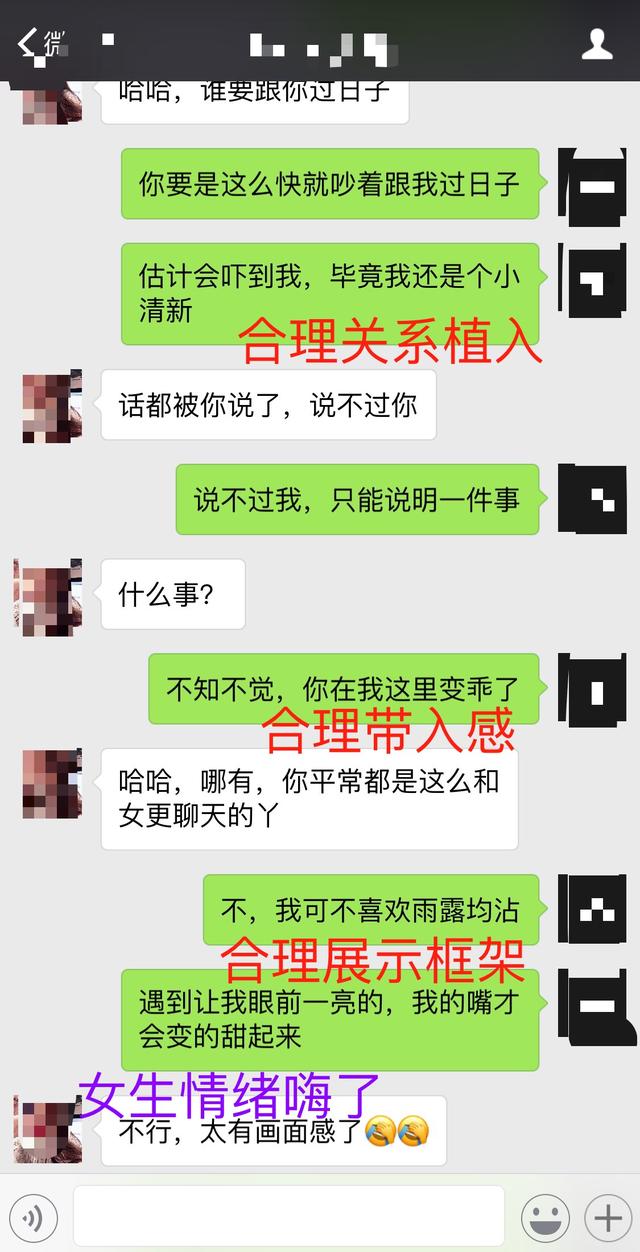 哈哈，谁要跟你过日子
你要是这么快就吵着跟我过日子
估计会吓到我，毕竟我还是个小
清新
合理关系植入
话都被你说了，说不过你
说不过我，只能说明一件事
什么事？
不知不觉，你在我这里变乖了
合理带入感
哈哈，哪有，你平常都是这么和
女更聊天的丫
不，我可不喜欢雨露均沾
合理展示框架
遇到让我眼前一亮的，我的嘴才
会变的甜起来
女生情绪嗨了
不行，太有画面感了🤣🤣